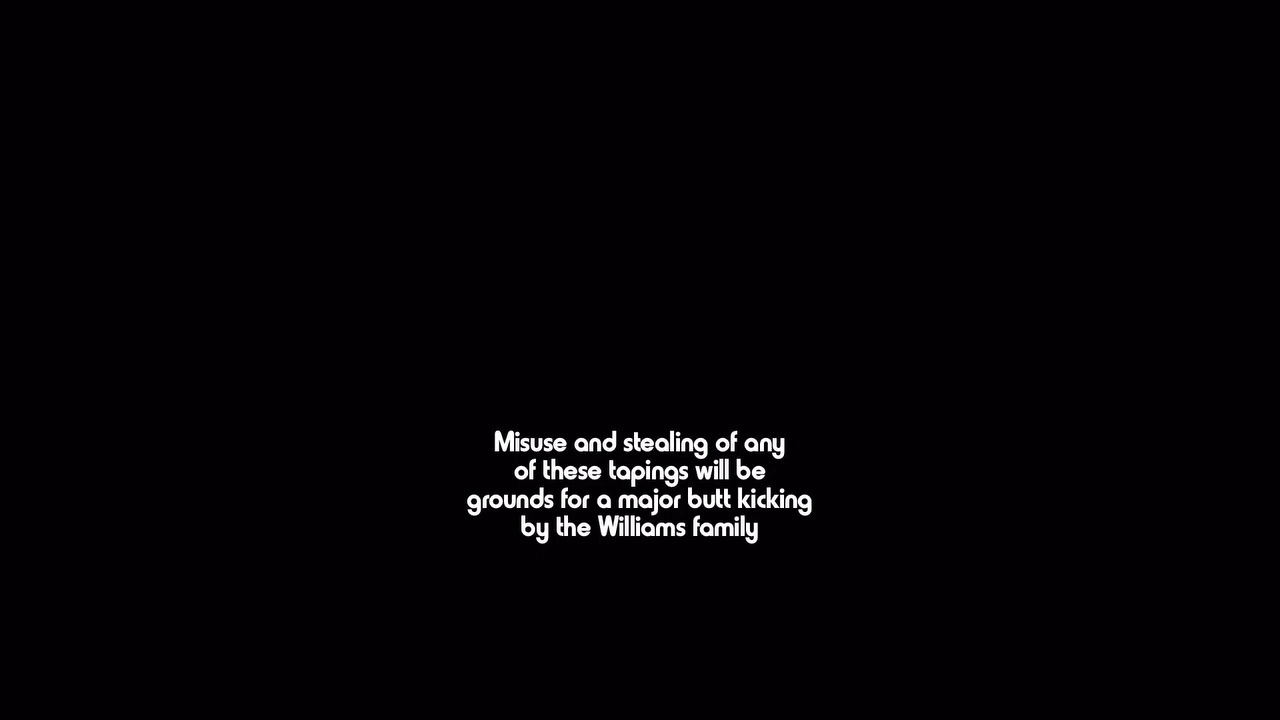 Misuse and stealing of any
of these tapings will be
grounds for a major butt kicking
by the Williams family